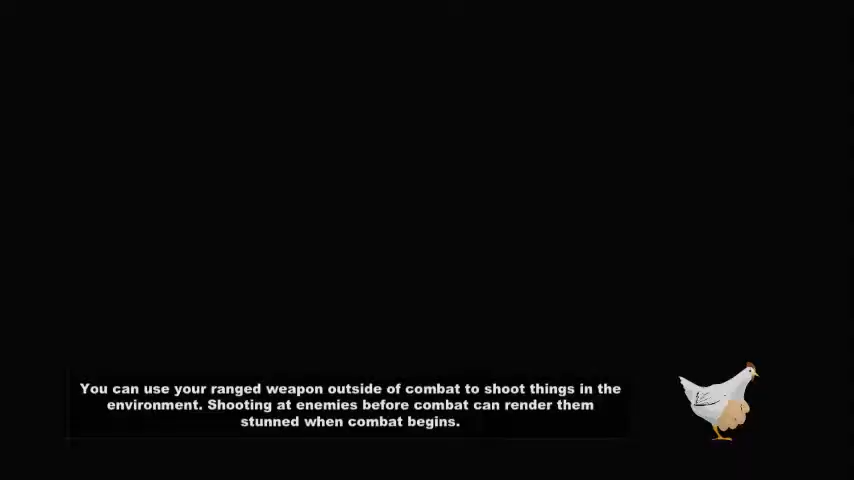 You can use your ranged weapon outside of combat to shoot things in the
environment. Shooting at enemies before combat can render them
stunned when combat begins.